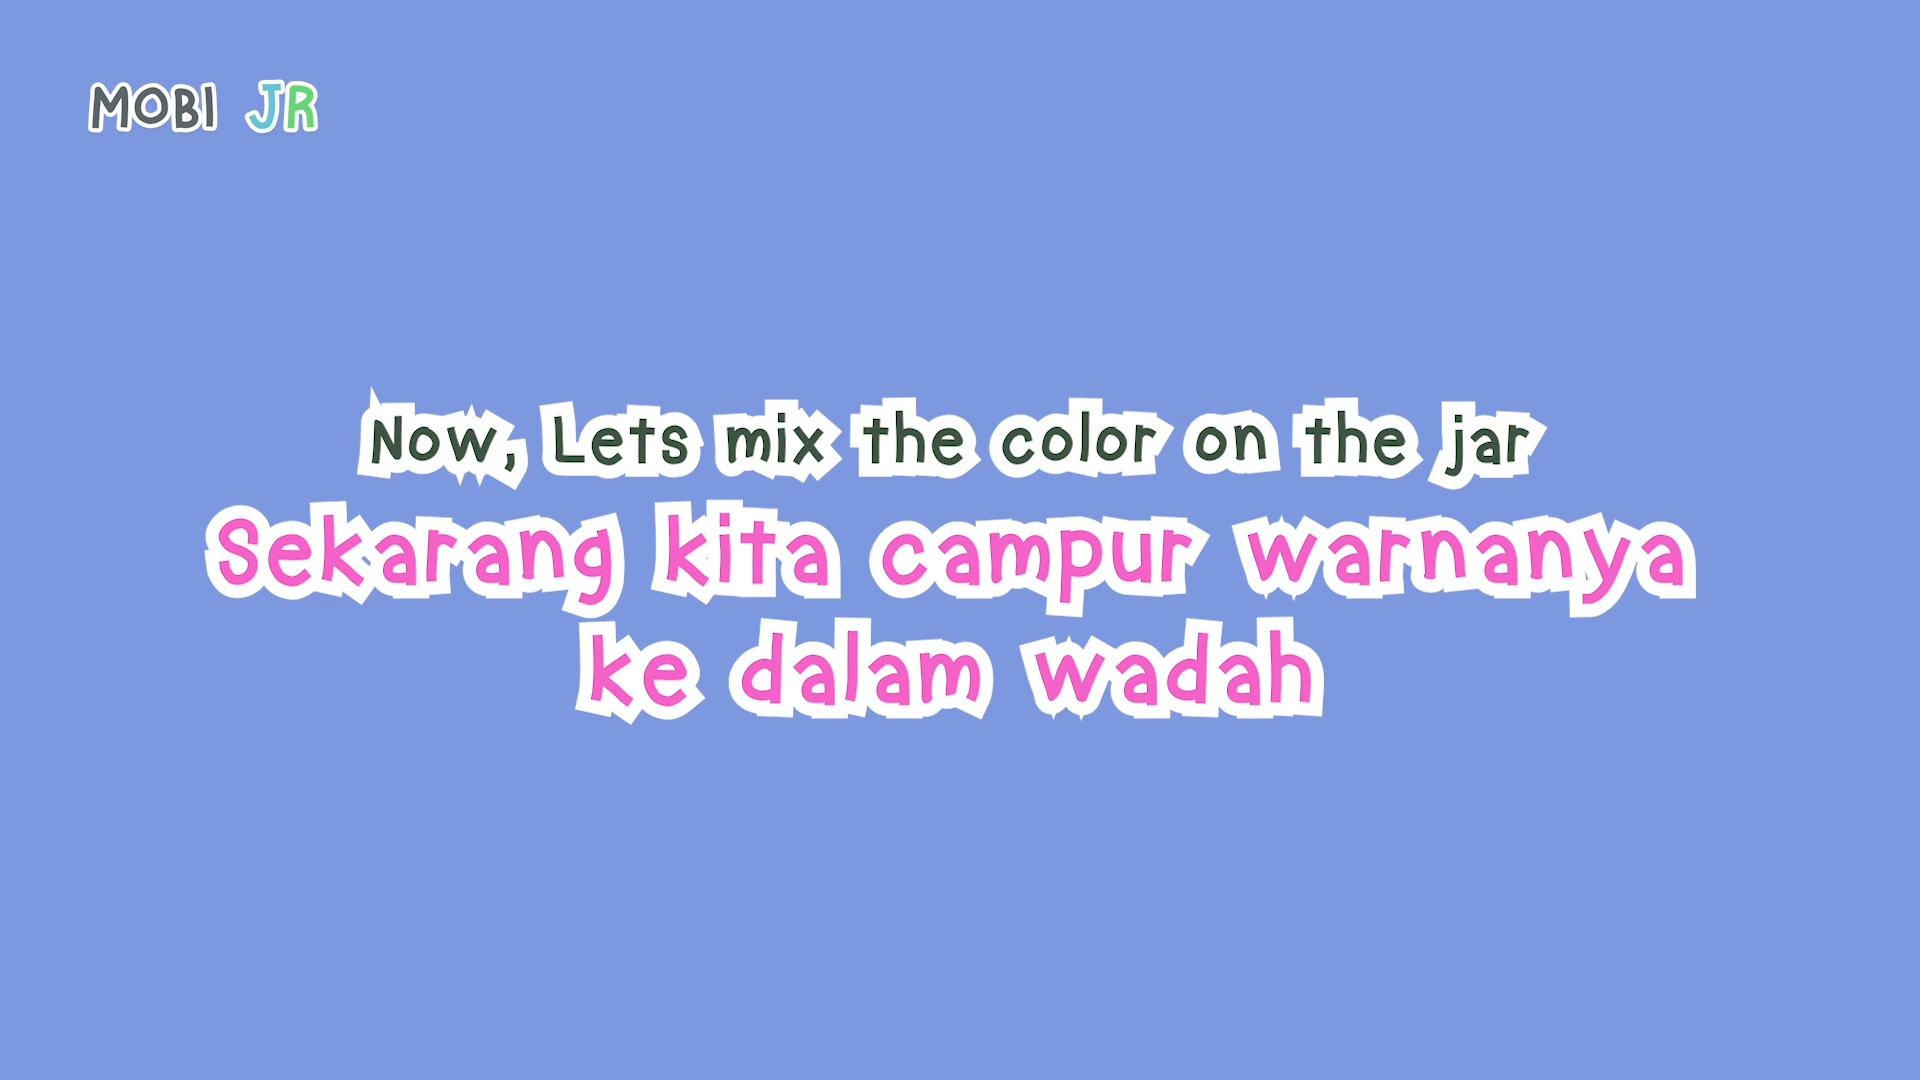 MOBI JR
Now, Lets mix the color on the jar
Sekarang kita campur warnanya
ke dalam wadah